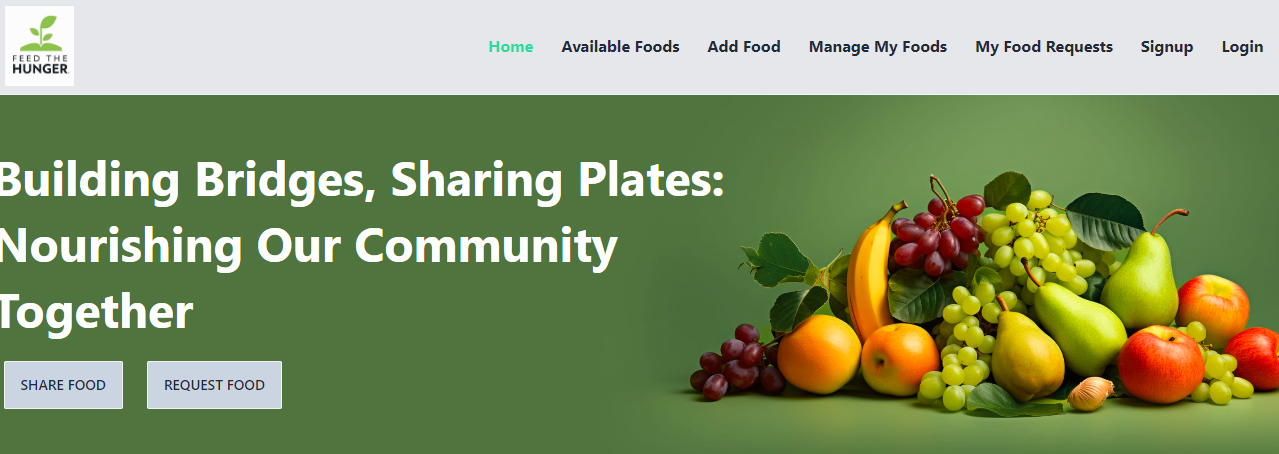 FEED THE
HUNGER
Home Available Foods Add Food Manage My Foods My Food Requests Signup Login
Building Bridges, Sharing Plates:
Nourishing Our Community
Together
SHARE FOOD REQUEST FOOD